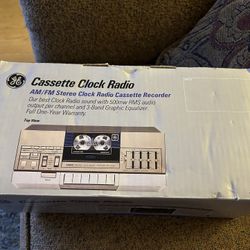 GE
Cassette Clock Radio
AM/FM Stereo Clock Radio Cassette Recorder
Our best Clock Radio sound with 500mw RMS audio
output per channel and 3-Band Graphic Equalizer.
Full One-Year Warranty.
Top View